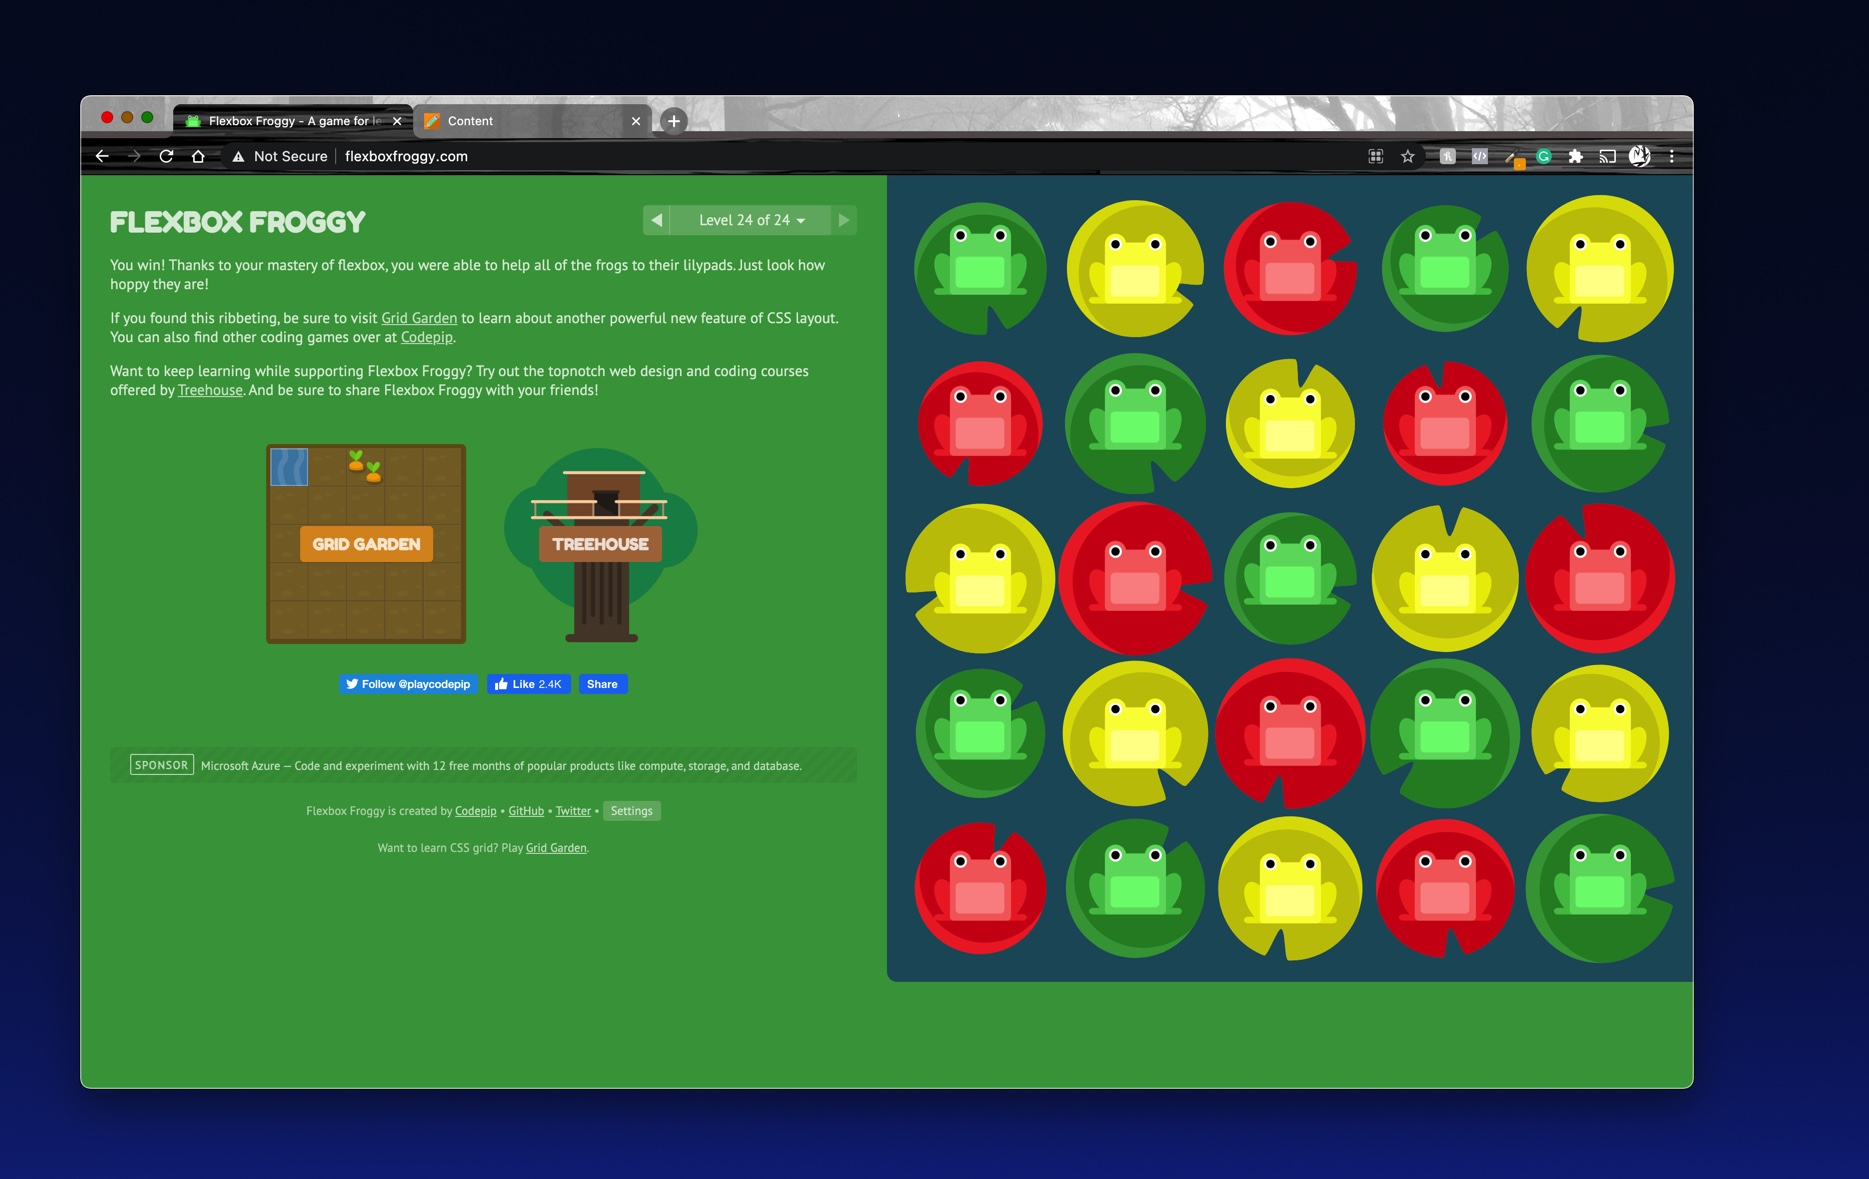 Flexbox Froggy - A game for le
Content
Not Secure
flexboxfroggy.com
FLEXBOX FROGGY
Level 24 of 24
You win! Thanks to your mastery of flexbox, you were able to help all of the frogs to their lilypads. Just look how
hoppy they are!
If you found this ribbeting, be sure to visit Grid Garden to learn about another powerful new feature of CSS layout.
You can also find other coding games over at Codepip.
Want to keep learning while supporting Flexbox Froggy? Try out the topnotch web design and coding courses
offered by Treehouse. And be sure to share Flexbox Froggy with your friends!
GRID GARDEN
TREEHOUSE
Follow @playcodepip
Like 2.4K
Share
SPONSOR Microsoft Azure — Code and experiment with 12 free months of popular products like compute, storage, and database.
Flexbox Froggy is created by Codepip • GitHub • Twitter • Settings
Want to learn CSS grid? Play Grid Garden.